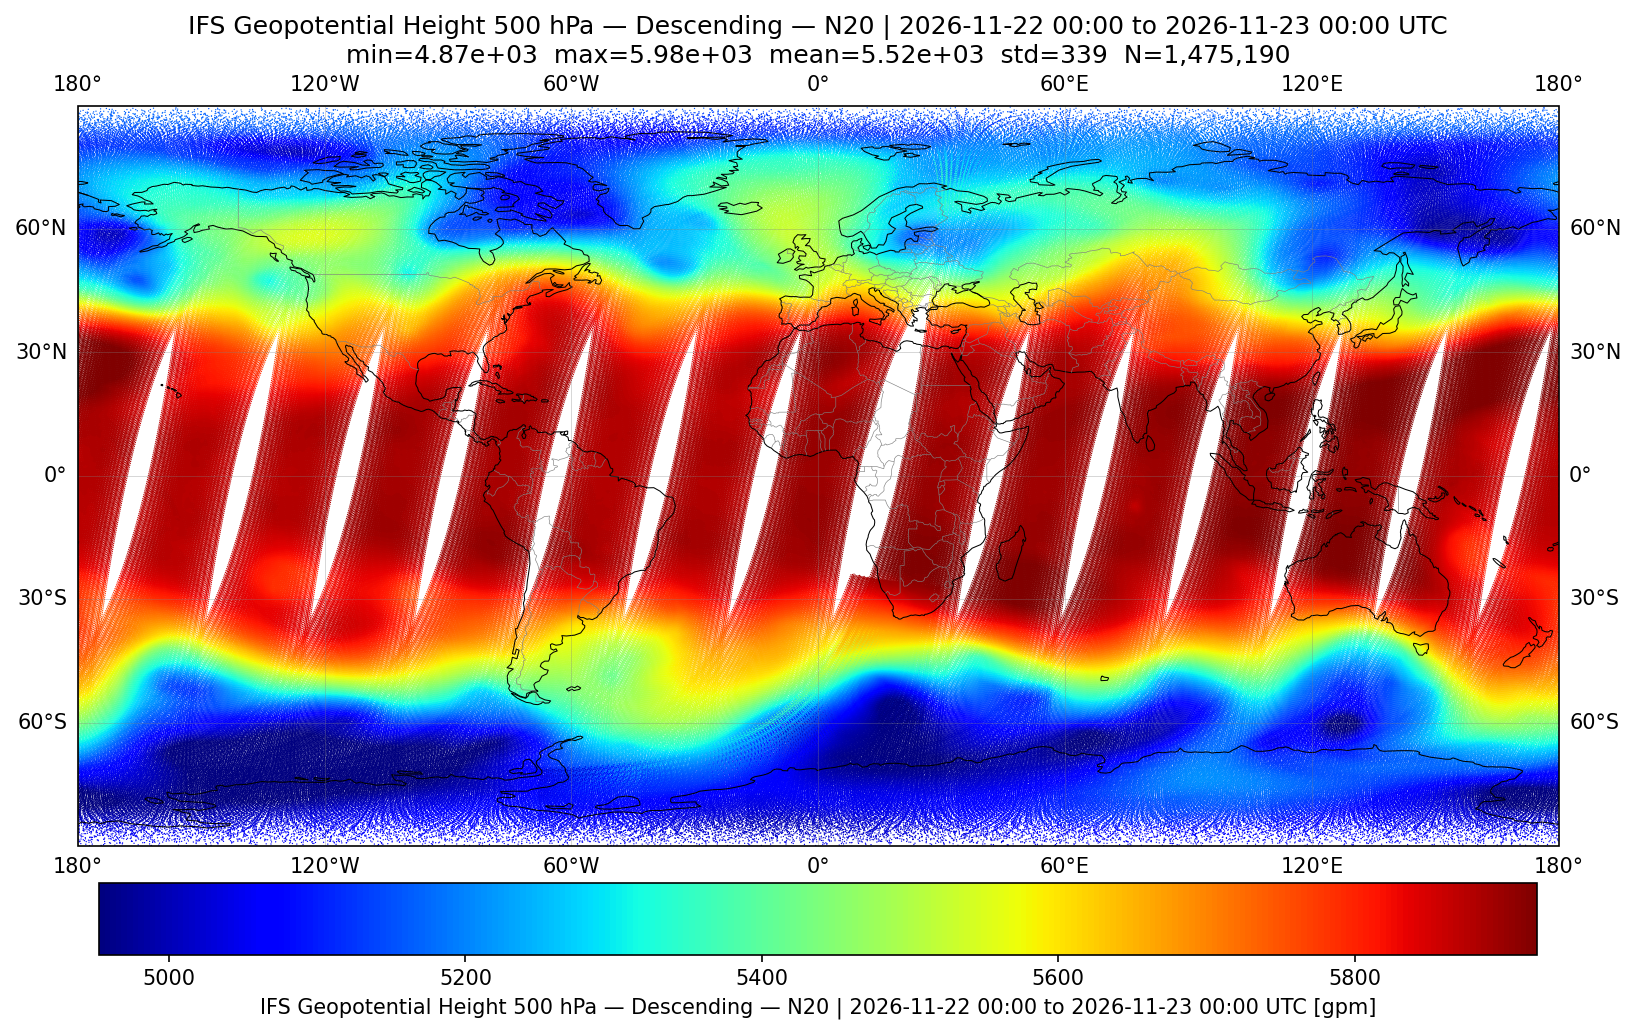 IFS Geopotential Height 500 hPa — Descending — N20 | 2026-11-22 00:00 to 2026-11-23 00:00 UTC
min=4.87e+03  max=5.98e+03  mean=5.52e+03  std=339  N=1,475,190
180° 120°W 60°W 0° 60°E 120°E 180°
60°N 60°N
30°N 30°N
0° 0°
30°S 30°S
60°S 60°S
180° 120°W 60°W 0° 60°E 120°E 180°
5000 5200 5400 5600 5800
IFS Geopotential Height 500 hPa — Descending — N20 | 2026-11-22 00:00 to 2026-11-23 00:00 UTC [gpm]